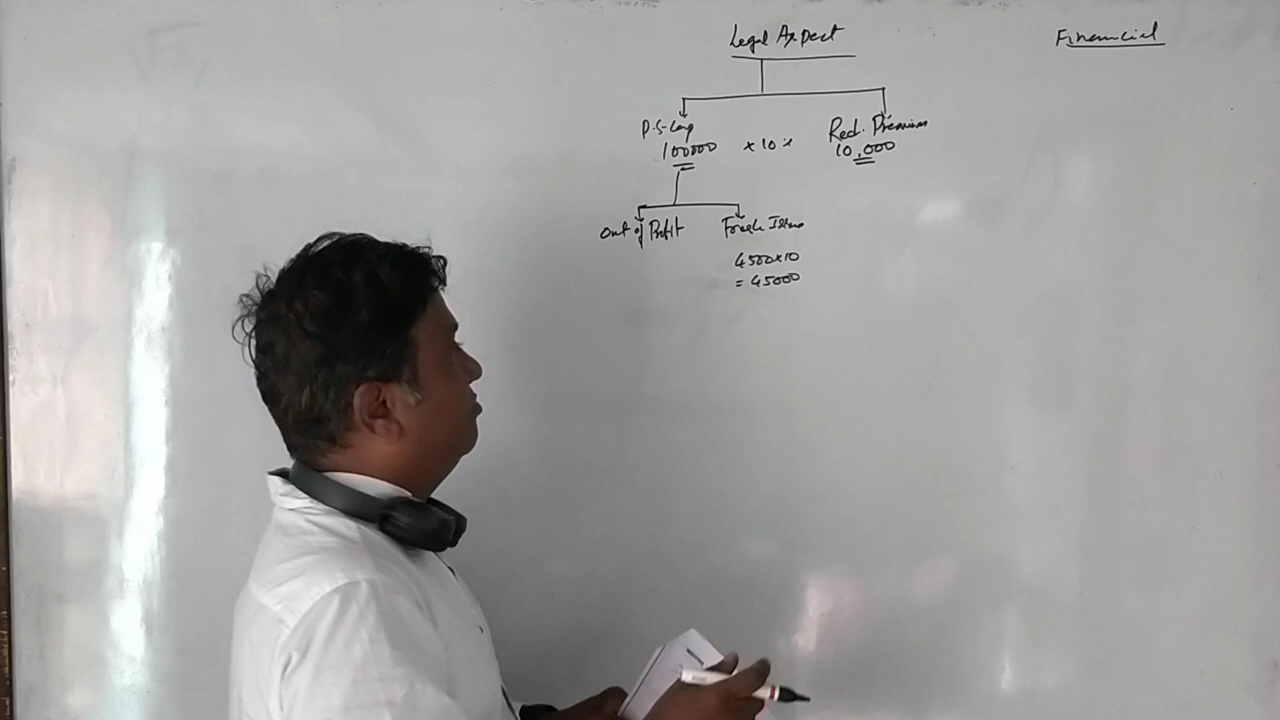 Legal Aspect
Financial
P.S. Cap
Red. Premium
100000 × 10%
10,000
Out of Profit
Fresh Issue
4500×10
= 45000